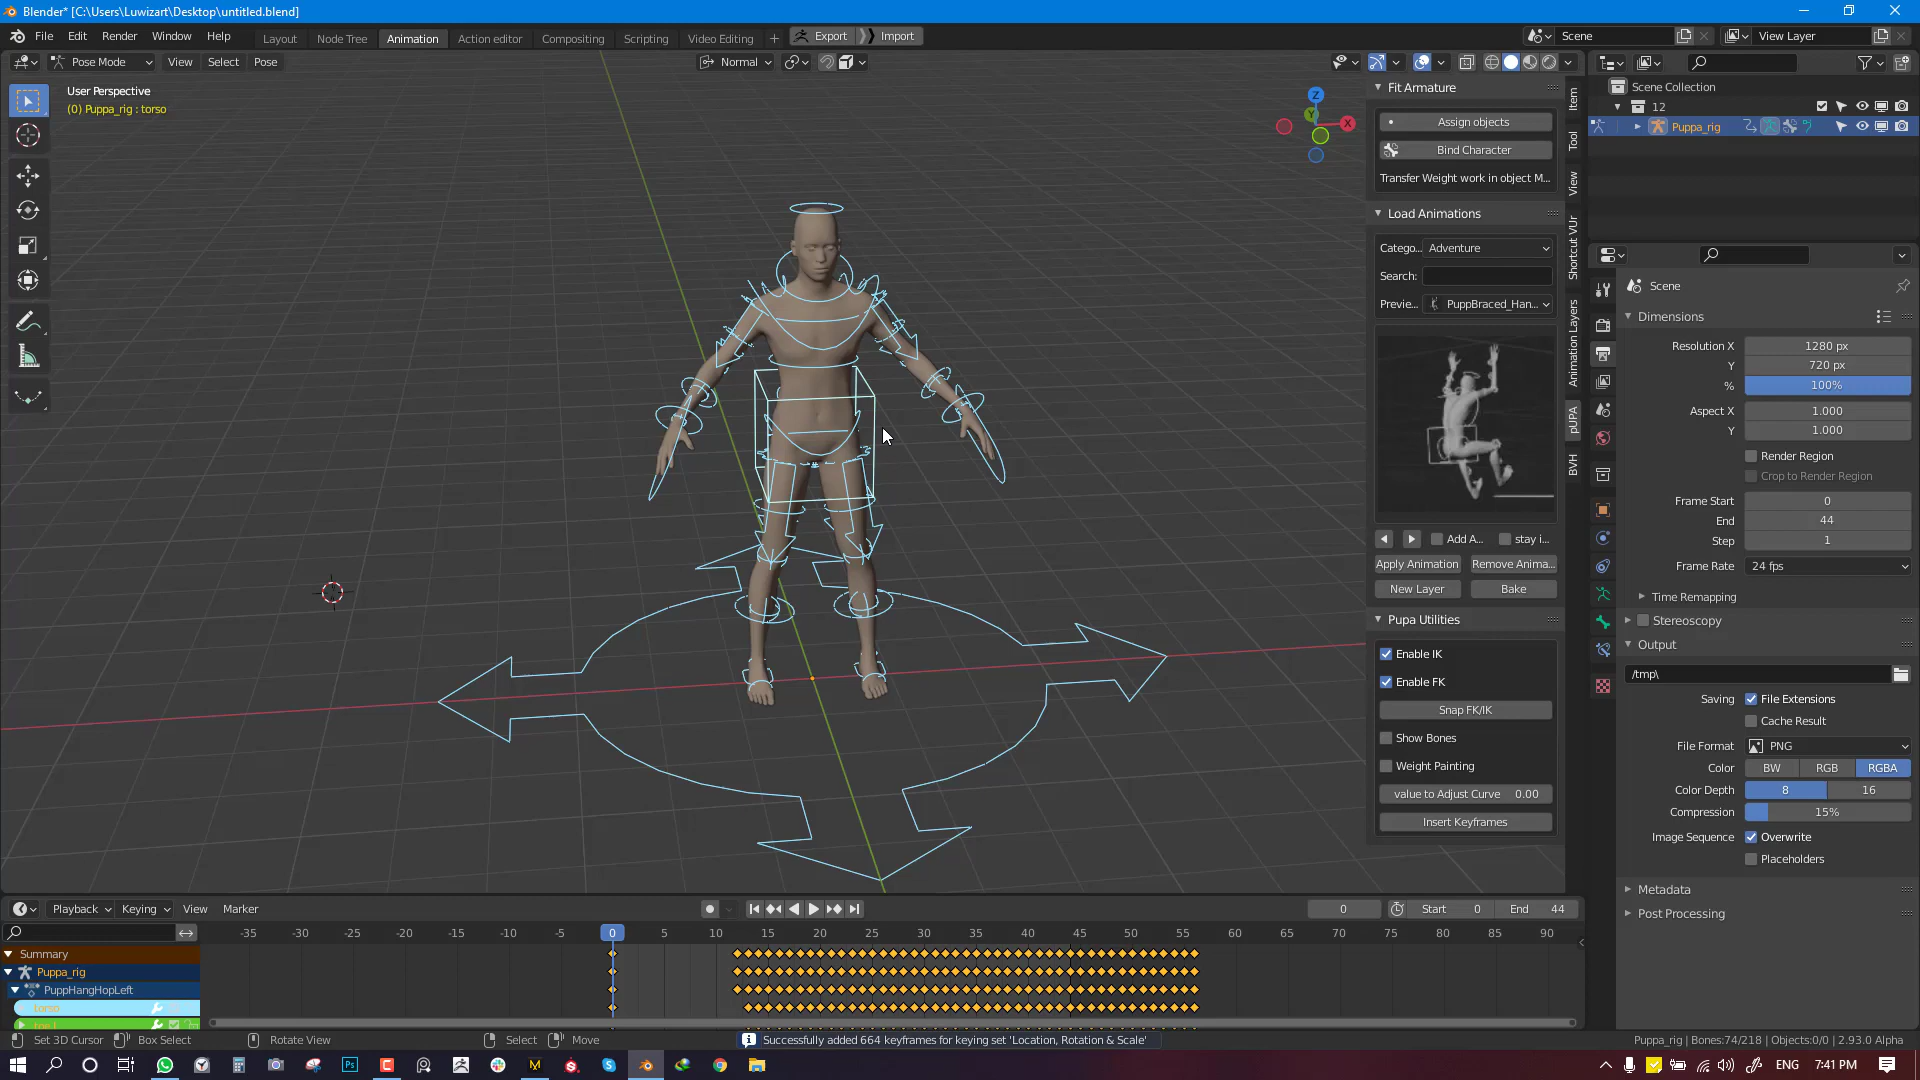 Blender* [C:\Users\Luwizart\Desktop\untitled.blend]
File Edit Render Window Help Layout Node Tree Animation Action editor Compositing Scripting Video Editing + Export Import Scene View Layer
Pose Mode View Select Pose Normal
User Perspective
(0) Puppa_rig : torso
Z
Y
X
Fit Armature
Assign objects
Bind Character
Transfer Weight work in object M...
Load Animations
Catego... Adventure
Search:
Previe... PuppBraced_Han...
Add A... stay i...
Apply Animation Remove Anima...
New Layer Bake
Pupa Utilities
Enable IK
Enable FK
Snap FK/IK
Show Bones
Weight Painting
value to Adjust Curve 0.00
Insert Keyframes
Item
Tool
View
Shortcut VUr
Animation Layers
pUPA
BVH
Scene Collection
12
Puppa_rig
Scene
Dimensions
Resolution X 1280 px
Y 720 px
% 100%
Aspect X 1.000
Y 1.000
Render Region
Crop to Render Region
Frame Start 0
End 44
Step 1
Frame Rate 24 fps
Time Remapping
Stereoscopy
Output
/tmp\
Saving File Extensions
Cache Result
File Format PNG
Color BW RGB RGBA
Color Depth 8 16
Compression 15%
Image Sequence Overwrite
Placeholders
Metadata
Post Processing
Playback Keying View Marker 0 Start 0 End 44
-35 -30 -25 -20 -15 -10 -5 0 5 10 15 20 25 30 35 40 45 50 55 60 65 70 75 80 85 90
Summary
Puppa_rig
PuppHangHopLeft
torso
Set 3D Cursor Box Select Rotate View Select Move Successfully added 664 keyframes for keying set 'Location, Rotation & Scale' Puppa_rig | Bones:74/218 | Objects:0/0 | 2.93.0 Alpha
ENG 7:41 PM